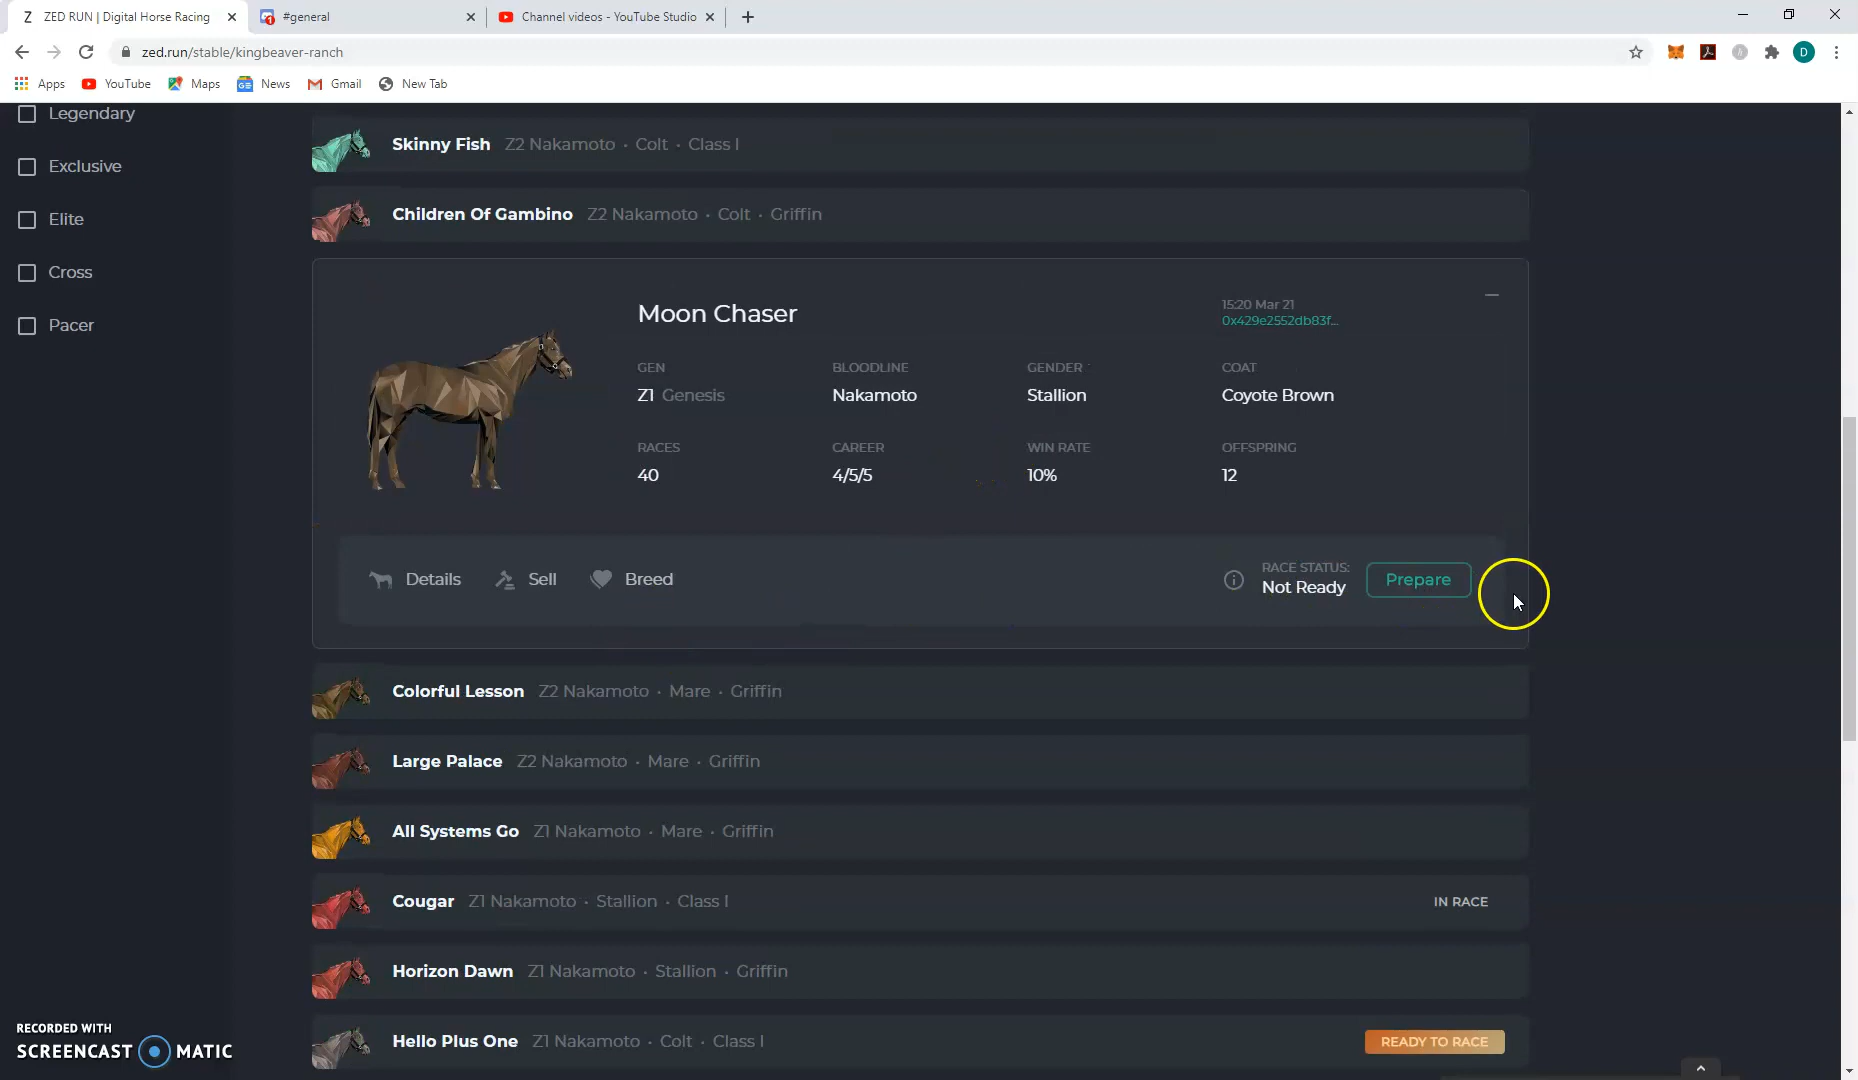 Z ZED RUN | Digital Horse Racing
1 #general
Channel videos - YouTube Studio
zed.run/stable/kingbeaver-ranch
D
Apps YouTube Maps GE News Gmail New Tab
Legendary
Exclusive
Elite
Cross
Pacer
Skinny Fish Z2 Nakamoto · Colt · Class I
Children Of Gambino Z2 Nakamoto · Colt · Griffin
Moon Chaser
15:20 Mar 21
0x429e2552db83f...
GEN BLOODLINE GENDER COAT
Z1 Genesis Nakamoto Stallion Coyote Brown
RACES CAREER WIN RATE OFFSPRING
40 4/5/5 10% 12
Details Sell Breed
RACE STATUS:
Not Ready
Prepare
Colorful Lesson Z2 Nakamoto · Mare · Griffin
Large Palace Z2 Nakamoto · Mare · Griffin
All Systems Go Z1 Nakamoto · Mare · Griffin
Cougar Z1 Nakamoto · Stallion · Class I IN RACE
Horizon Dawn Z1 Nakamoto · Stallion · Griffin
Hello Plus One Z1 Nakamoto · Colt · Class I READY TO RACE
RECORDED WITH
SCREENCAST MATIC